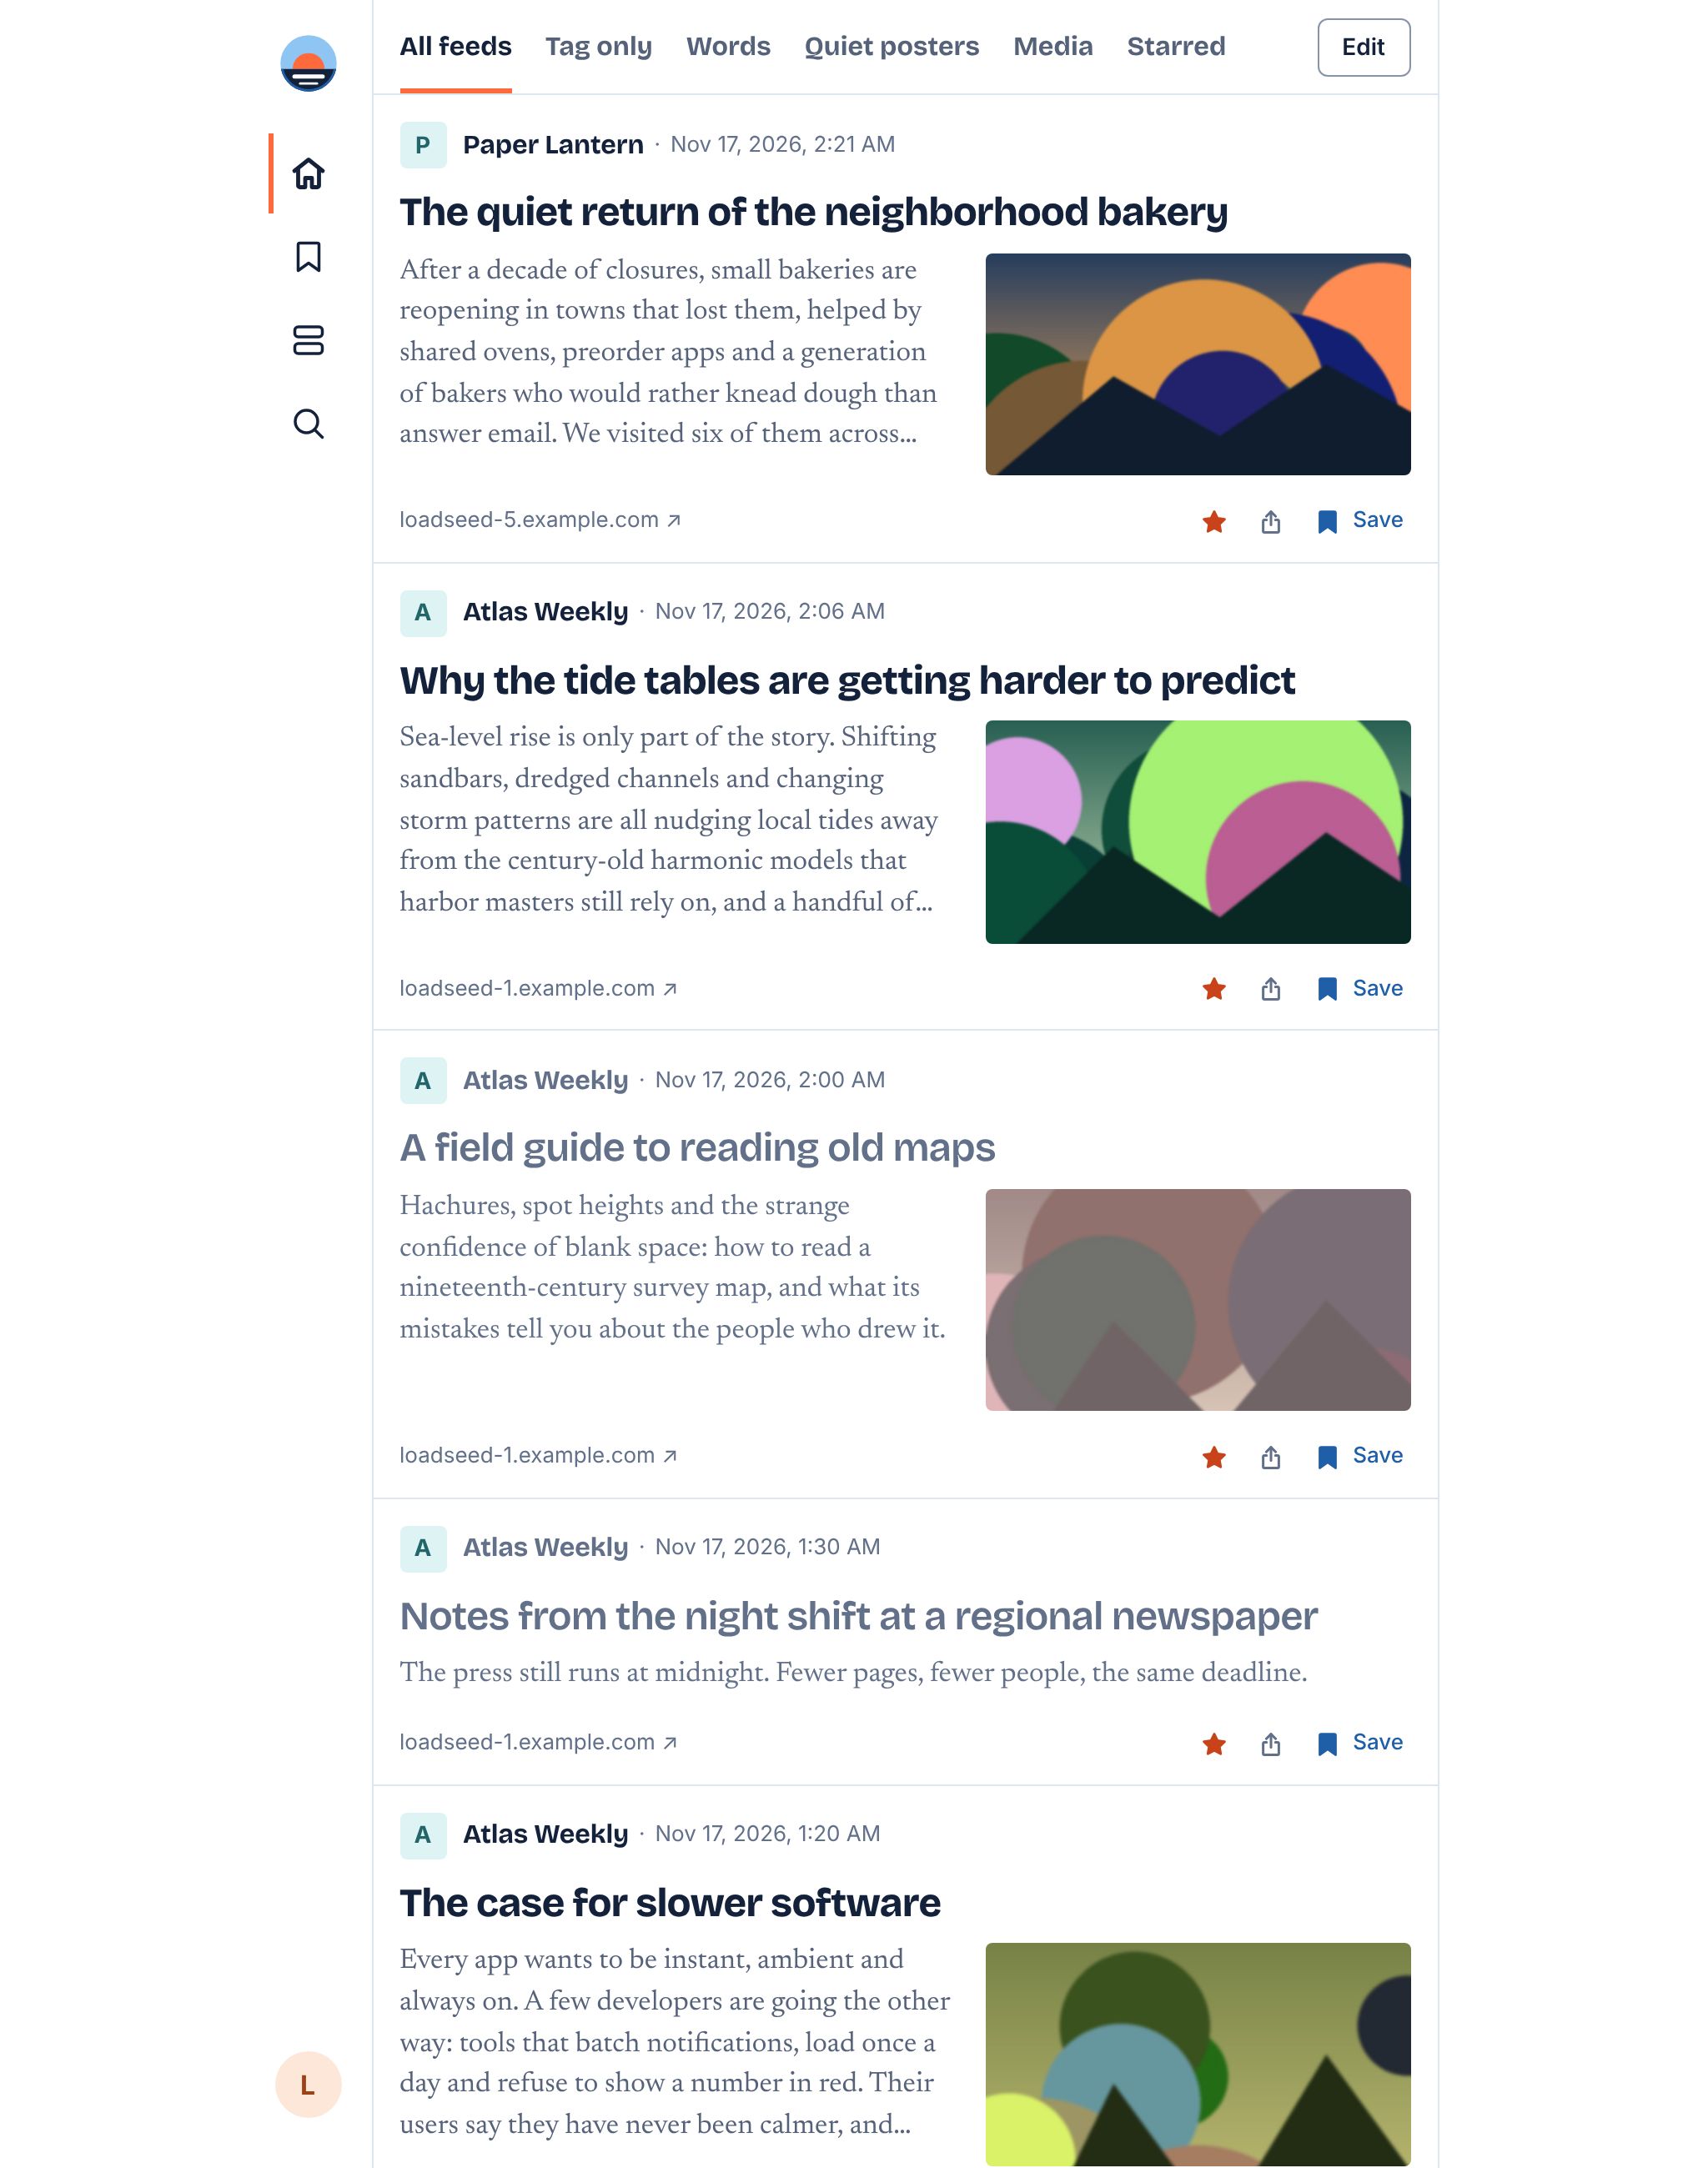 All feeds Tag only Words Quiet posters Media Starred Edit
P Paper Lantern · Nov 17, 2026, 2:21 AM
The quiet return of the neighborhood bakery
After a decade of closures, small bakeries are
reopening in towns that lost them, helped by
shared ovens, preorder apps and a generation
of bakers who would rather knead dough than
answer email. We visited six of them across...
loadseed-5.example.com ↗ Save
A Atlas Weekly · Nov 17, 2026, 2:06 AM
Why the tide tables are getting harder to predict
Sea-level rise is only part of the story. Shifting
sandbars, dredged channels and changing
storm patterns are all nudging local tides away
from the century-old harmonic models that
harbor masters still rely on, and a handful of...
loadseed-1.example.com ↗ Save
A Atlas Weekly · Nov 17, 2026, 2:00 AM
A field guide to reading old maps
Hachures, spot heights and the strange
confidence of blank space: how to read a
nineteenth-century survey map, and what its
mistakes tell you about the people who drew it.
loadseed-1.example.com ↗ Save
A Atlas Weekly · Nov 17, 2026, 1:30 AM
Notes from the night shift at a regional newspaper
The press still runs at midnight. Fewer pages, fewer people, the same deadline.
loadseed-1.example.com ↗ Save
A Atlas Weekly · Nov 17, 2026, 1:20 AM
The case for slower software
Every app wants to be instant, ambient and
always on. A few developers are going the other
way: tools that batch notifications, load once a
day and refuse to show a number in red. Their
users say they have never been calmer, and...
L